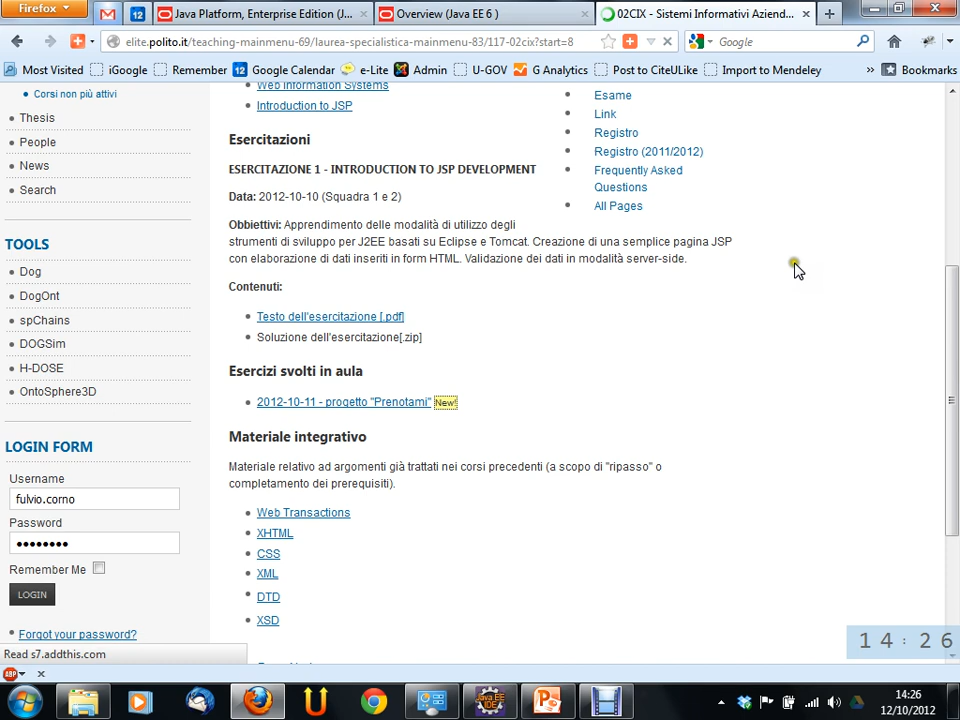 Firefox
Java Platform, Enterprise Edition (J...
Overview (Java EE 6 )
02CIX - Sistemi Informativi Aziend...
elite.polito.it/teaching-mainmenu-69/laurea-specialistica-mainmenu-83/117-02cix?start=8
Google
Most Visited
iGoogle
Remember
12
Google Calendar
e-Lite
Admin
U-GOV
G Analytics
Post to CiteULike
Import to Mendeley
»
Bookmarks
Corsi non più attivi
Thesis
People
News
Search
TOOLS
Dog
DogOnt
spChains
DOGSim
H-DOSE
OntoSphere3D
LOGIN FORM
Username
fulvio.corno
Password
Remember Me
LOGIN
Forgot your password?
Web Information Systems
Introduction to JSP
Esercitazioni
ESERCITAZIONE 1 - INTRODUCTION TO JSP DEVELOPMENT
Data: 2012-10-10 (Squadra 1 e 2)
Obbiettivi: Apprendimento delle modalità di utilizzo degli
strumenti di sviluppo per J2EE basati su Eclipse e Tomcat. Creazione di una semplice pagina JSP
con elaborazione di dati inseriti in form HTML. Validazione dei dati in modalità server-side.
Contenuti:
Testo dell'esercitazione [.pdf]
Soluzione dell'esercitazione[.zip]
Esercizi svolti in aula
2012-10-11 - progetto "Prenotami" New!
Materiale integrativo
Materiale relativo ad argomenti già trattati nei corsi precedenti (a scopo di "ripasso" o
completamento dei prerequisiti).
Web Transactions
XHTML
CSS
XML
DTD
XSD
Esame
Link
Registro
Registro (2011/2012)
Frequently Asked
Questions
All Pages
14:26
Read s7.addthis.com
ABP
Java EE
IDE
14:26
12/10/2012